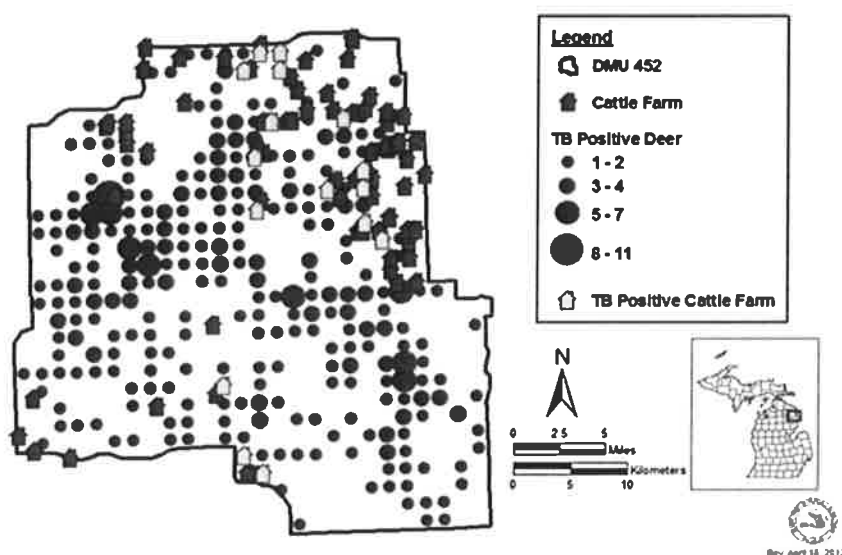 Legend
DMU 452
Cattle Farm
TB Positive Deer
1 - 2
3 - 4
5 - 7
8 - 11
TB Positive Cattle Farm
N
0 2.5 5
Miles
Kilometers
0 5 10